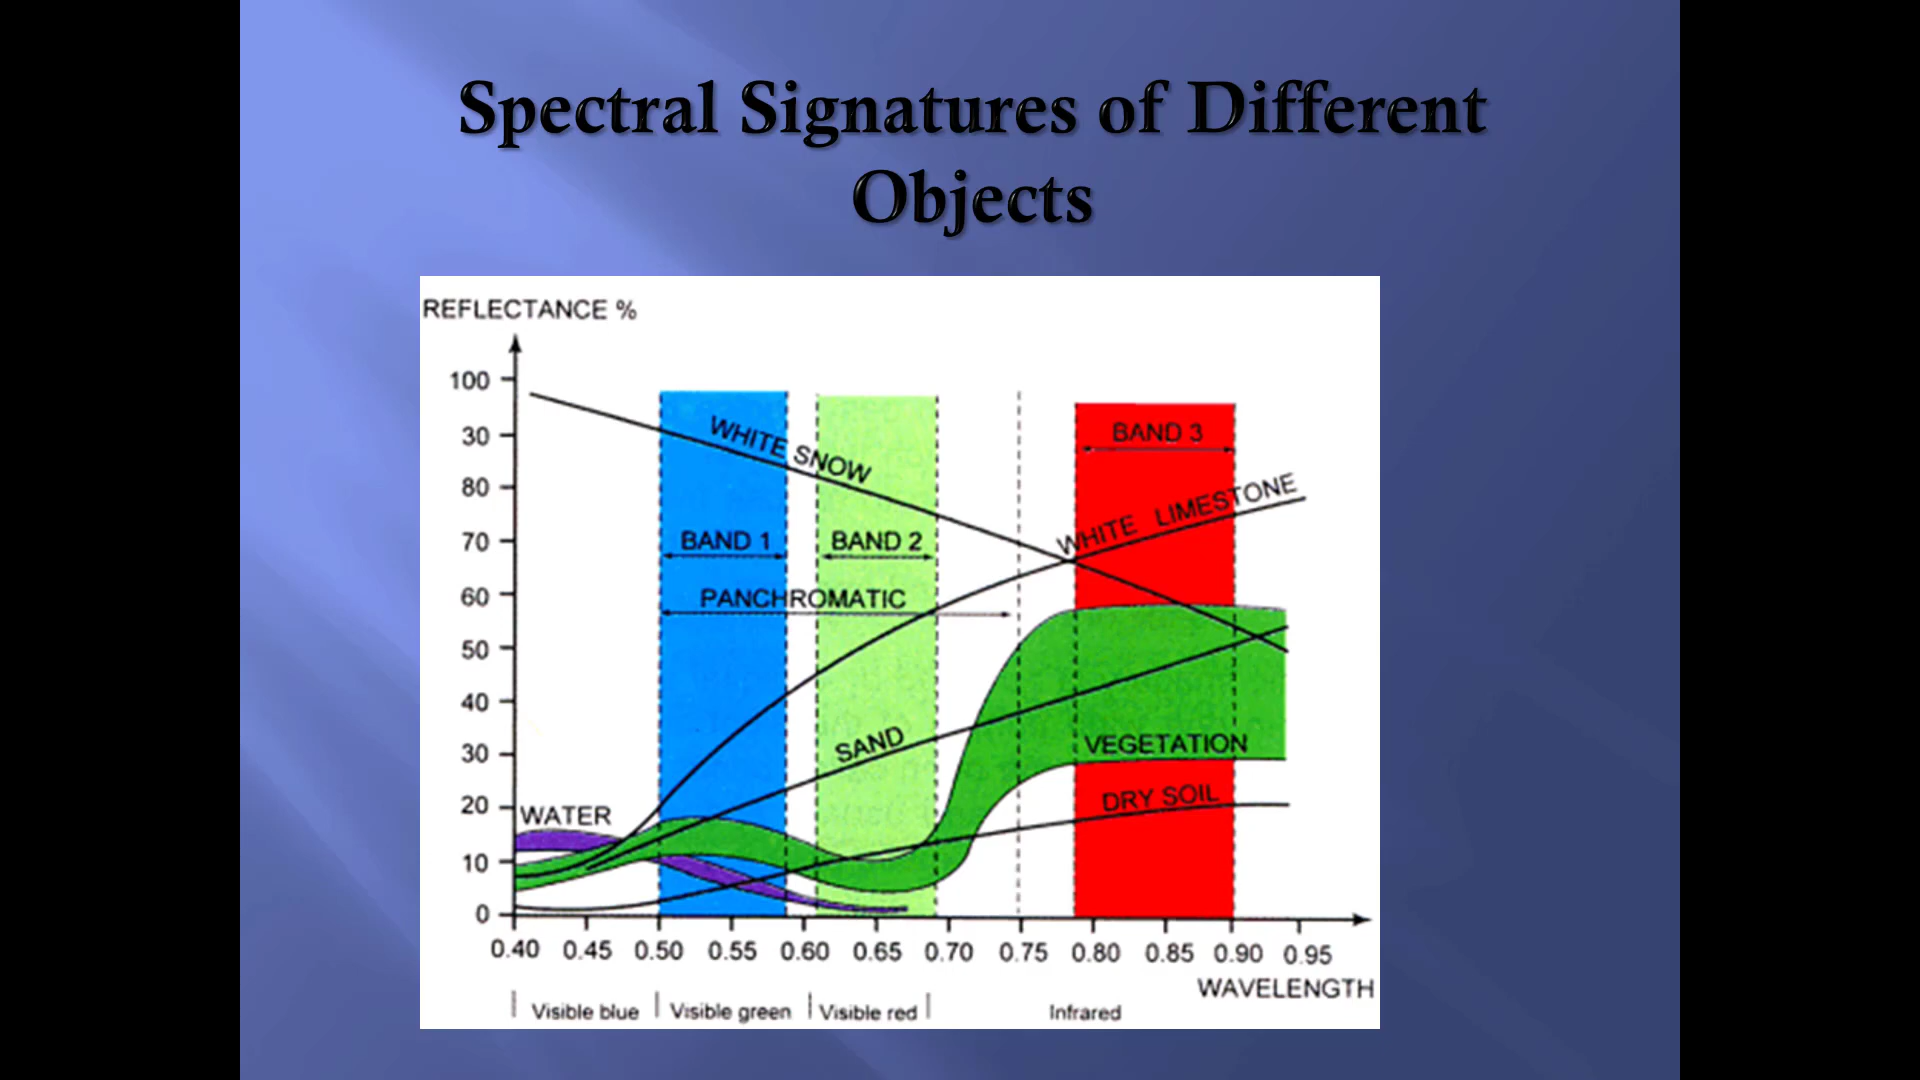 Spectral Signatures of Different
Objects
REFLECTANCE %
100
30
80
70
60
50
40
30
20
10
0
WHITE SNOW
BAND 3
WHITE LIMESTONE
BAND 1
BAND 2
PANCHROMATIC
SAND
VEGETATION
DRY SOIL
WATER
0.40 0.45 0.50 0.55 0.60 0.65 0.70 0.75 0.80 0.85 0.90 0.95
WAVELENGTH
Visible blue Visible green Visible red Infrared